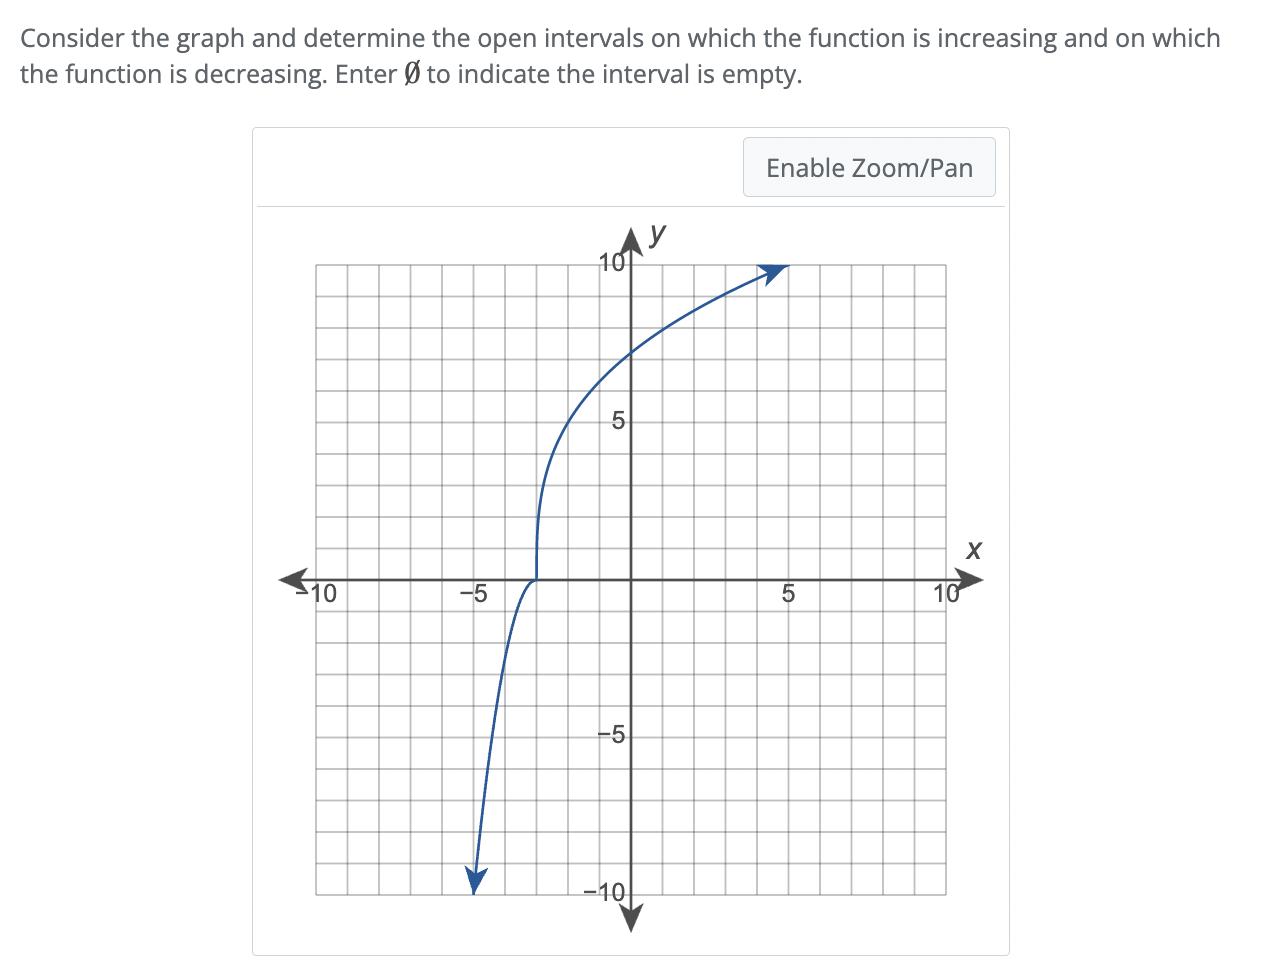 Consider the graph and determine the open intervals on which the function is increasing and on which
the function is decreasing. Enter Ø to indicate the interval is empty.
Enable Zoom/Pan
y
10
5
x
−10
−5
5
10
−5
−10